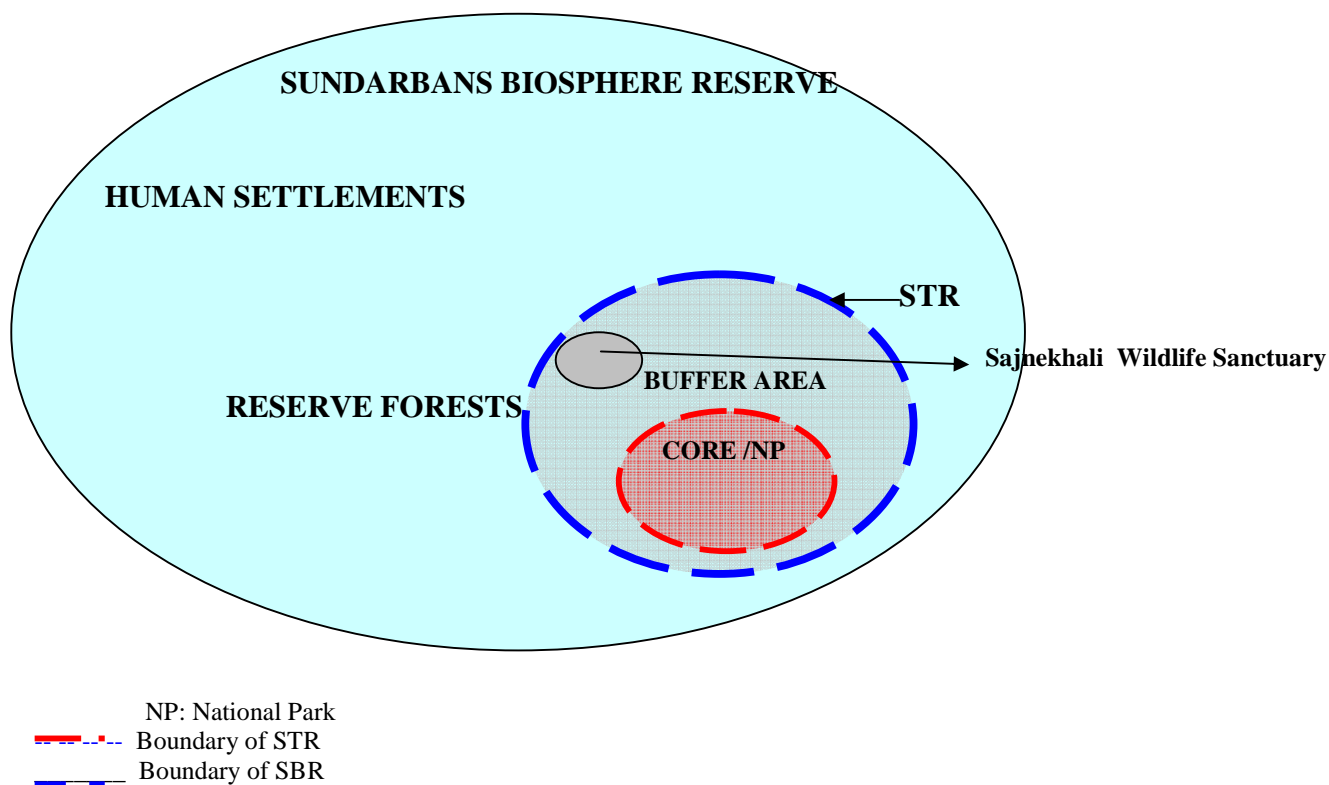 SUNDARBANS BIOSPHERE RESERVE
HUMAN SETTLEMENTS
STR
Sajnekhali Wildlife Sanctuary
BUFFER AREA
RESERVE FORESTS
CORE /NP
NP: National Park
Boundary of STR
Boundary of SBR